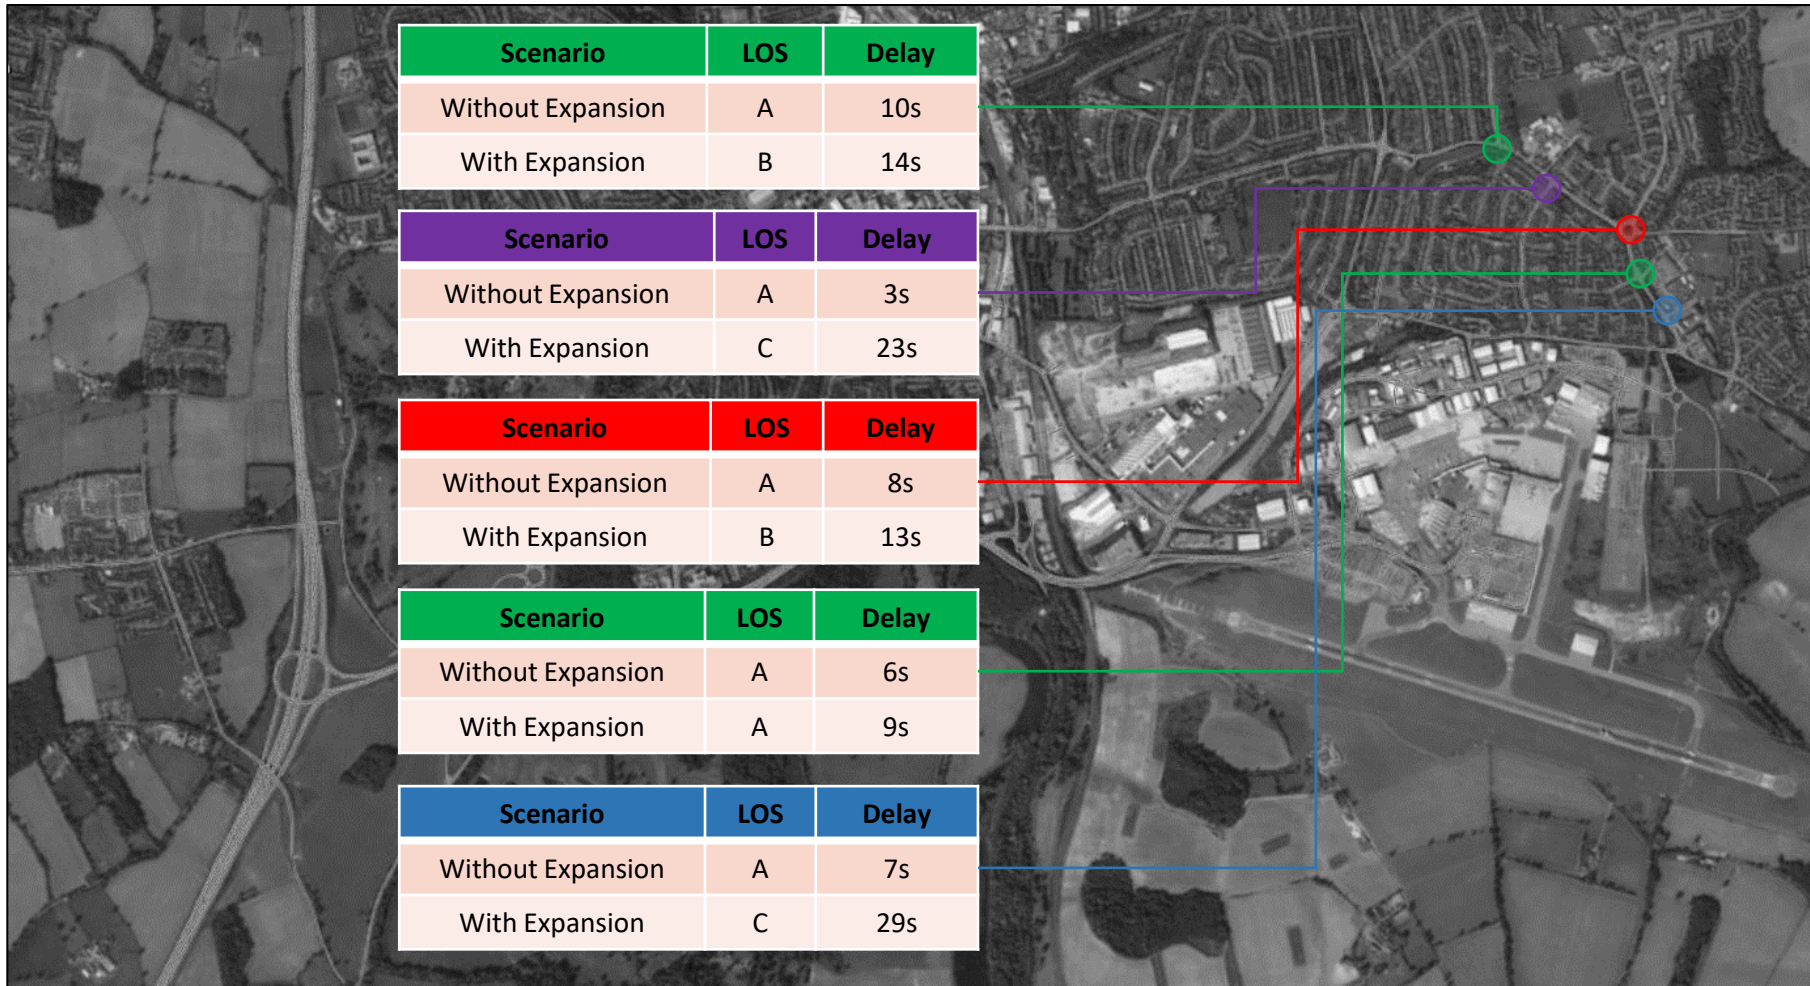 Scenario LOS Delay
Without Expansion A 10s
With Expansion B 14s
Scenario LOS Delay
Without Expansion A 3s
With Expansion C 23s
Scenario LOS Delay
Without Expansion A 8s
With Expansion B 13s
Scenario LOS Delay
Without Expansion A 6s
With Expansion A 9s
Scenario LOS Delay
Without Expansion A 7s
With Expansion C 29s